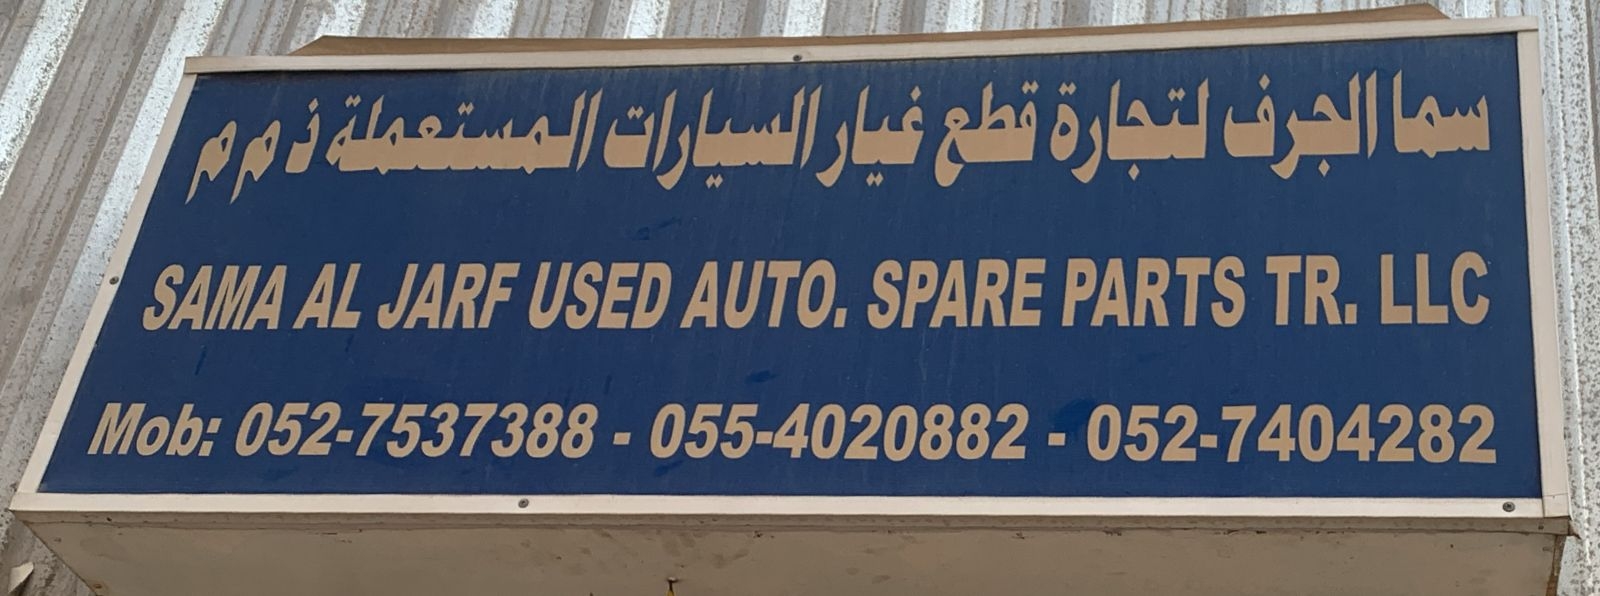 سما الجرف لتجارة قطع غيار السيارات المستعملة ذ م م
SAMA AL JARF USED AUTO. SPARE PARTS TR. LLC
Mob: 052-7537388 - 055-4020882 - 052-7404282